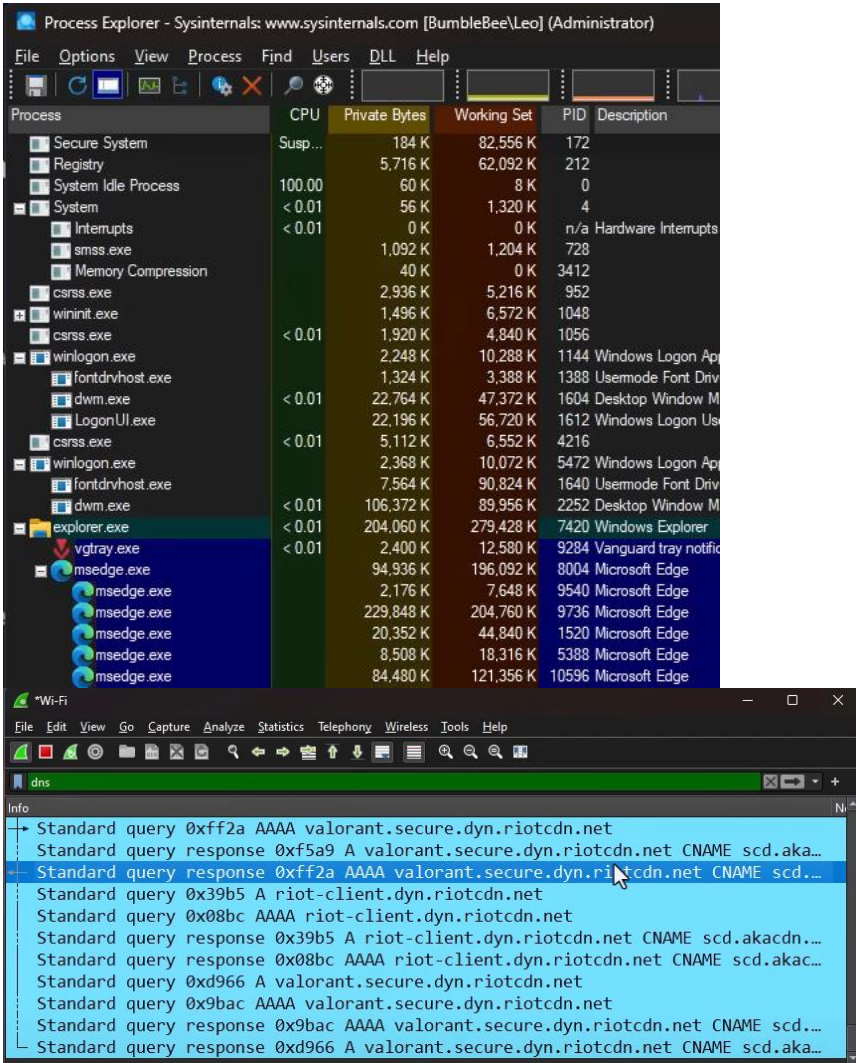 Process Explorer - Sysinternals: www.sysinternals.com [BumbleBee\Leo] (Administrator)
File Options View Process Find Users DLL Help
Process CPU Private Bytes Working Set PID Description
Secure System Susp... 184 K 82,556 K 172
Registry 5,716 K 62,092 K 212
System Idle Process 100.00 60 K 8 K 0
System < 0.01 56 K 1,320 K 4
Interrupts < 0.01 0 K 0 K n/a Hardware Interrupts
smss.exe 1,092 K 1,204 K 728
Memory Compression 40 K 0 K 3412
csrss.exe 2,936 K 5,216 K 952
wininit.exe 1,496 K 6,572 K 1048
csrss.exe < 0.01 1,920 K 4,840 K 1056
winlogon.exe 2,248 K 10,288 K 1144 Windows Logon App
fontdrvhost.exe 1,324 K 3,388 K 1388 Usermode Font Driv
dwm.exe < 0.01 22,764 K 47,372 K 1604 Desktop Window M
LogonUI.exe 22,196 K 56,720 K 1612 Windows Logon Us
csrss.exe < 0.01 5,112 K 6,552 K 4216
winlogon.exe 2,368 K 10,072 K 5472 Windows Logon App
fontdrvhost.exe 7,564 K 90,824 K 1640 Usermode Font Driv
dwm.exe < 0.01 106,372 K 89,956 K 2252 Desktop Window M
explorer.exe < 0.01 204,060 K 279,428 K 7420 Windows Explorer
vgtray.exe < 0.01 2,400 K 12,580 K 9284 Vanguard tray notific
msedge.exe 94,936 K 196,092 K 8004 Microsoft Edge
msedge.exe 2,176 K 7,648 K 9540 Microsoft Edge
msedge.exe 229,848 K 204,760 K 9736 Microsoft Edge
msedge.exe 20,352 K 44,840 K 1520 Microsoft Edge
msedge.exe 8,508 K 18,316 K 5388 Microsoft Edge
msedge.exe 84,480 K 121,356 K 10596 Microsoft Edge
*Wi-Fi
File Edit View Go Capture Analyze Statistics Telephony Wireless Tools Help
dns
Info
Standard query 0xff2a AAAA valorant.secure.dyn.riotcdn.net
Standard query response 0xf5a9 A valorant.secure.dyn.riotcdn.net CNAME scd.aka…
Standard query response 0xff2a AAAA valorant.secure.dyn.riotcdn.net CNAME scd.…
Standard query 0x39b5 A riot-client.dyn.riotcdn.net
Standard query 0x08bc AAAA riot-client.dyn.riotcdn.net
Standard query response 0x39b5 A riot-client.dyn.riotcdn.net CNAME scd.akacdn.…
Standard query response 0x08bc AAAA riot-client.dyn.riotcdn.net CNAME scd.akac…
Standard query 0xd966 A valorant.secure.dyn.riotcdn.net
Standard query 0x9bac AAAA valorant.secure.dyn.riotcdn.net
Standard query response 0x9bac AAAA valorant.secure.dyn.riotcdn.net CNAME scd.…
Standard query response 0xd966 A valorant.secure.dyn.riotcdn.net CNAME scd.aka…